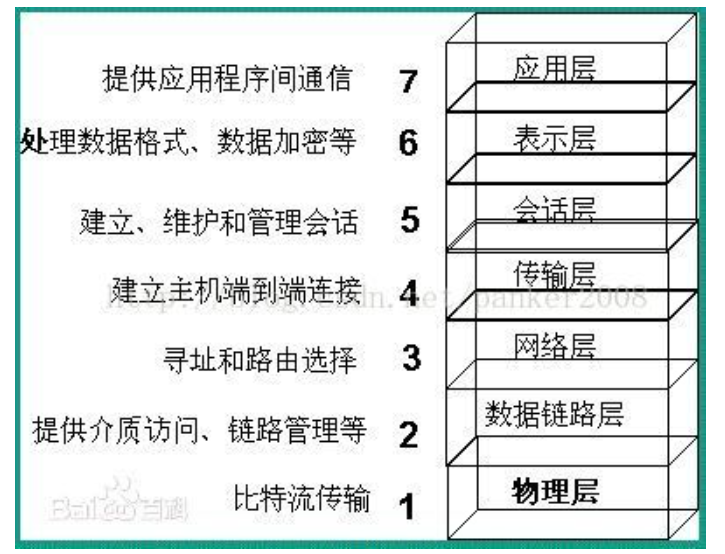 提供应用程序间通信 7 应用层
处理数据格式、数据加密等 6 表示层
建立、维护和管理会话 5 会话层
建立主机端到端连接 4 传输层
寻址和路由选择 3 网络层
提供介质访问、链路管理等 2 数据链路层
比特流传输 1 物理层
Baidu百科